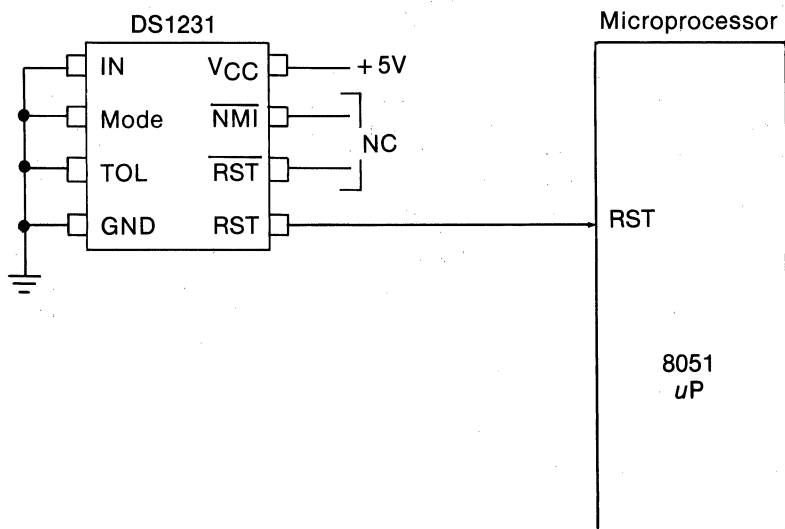 DS1231
Microprocessor
IN
VCC
+5V
Mode
NMI
NC
TOL
RST
GND
RST
RST
8051
uP